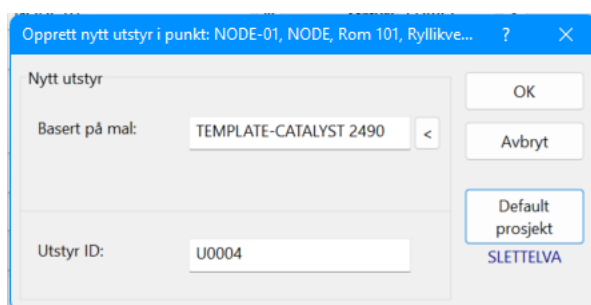 Opprett nytt utstyr i punkt: NODE-01, NODE, Rom 101, Ryllikve... ? ×
Nytt utstyr
OK
Basert på mal: TEMPLATE-CATALYST 2490 <
Avbryt
Default
prosjekt
Utstyr ID: U0004
SLETTELVA